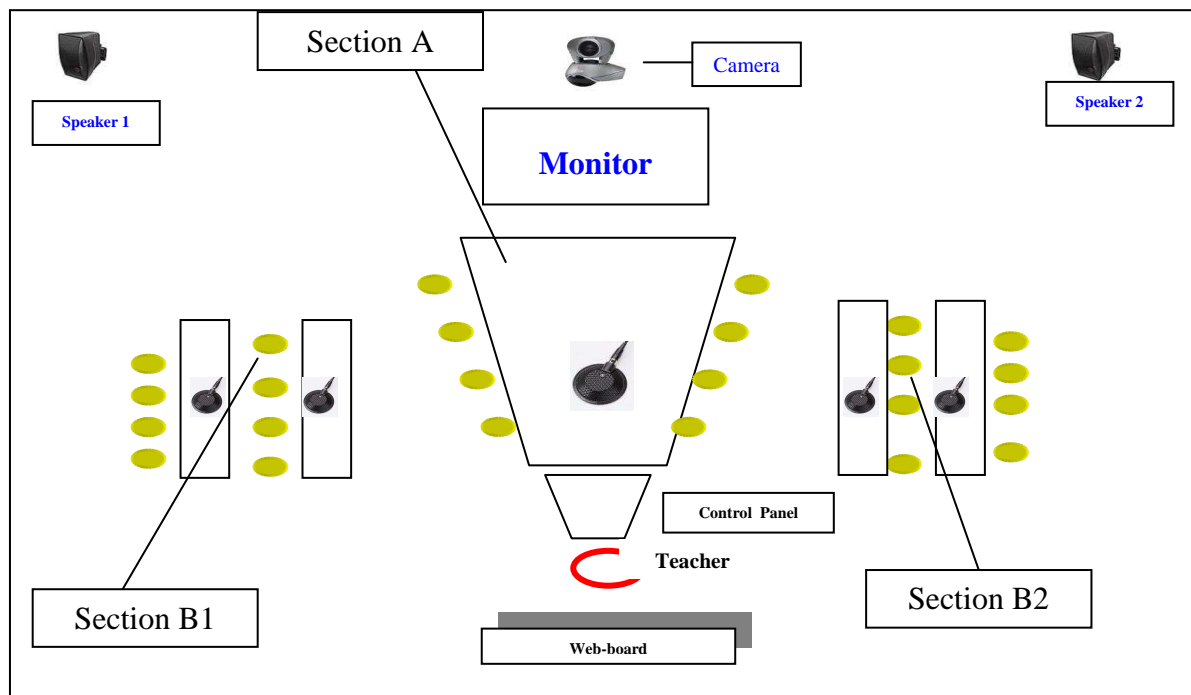 Section A
Camera
Speaker 1
Speaker 2
Monitor
Control Panel
Teacher
Section B1
Section B2
Web-board